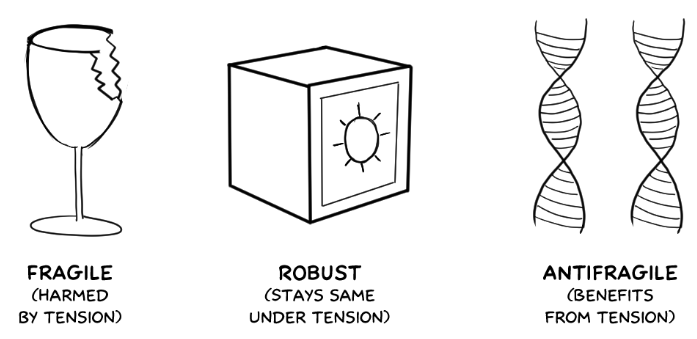 FRAGILE
(HARMED
BY TENSION)
ROBUST
(STAYS SAME
UNDER TENSION)
ANTIFRAGILE
(BENEFITS
FROM TENSION)